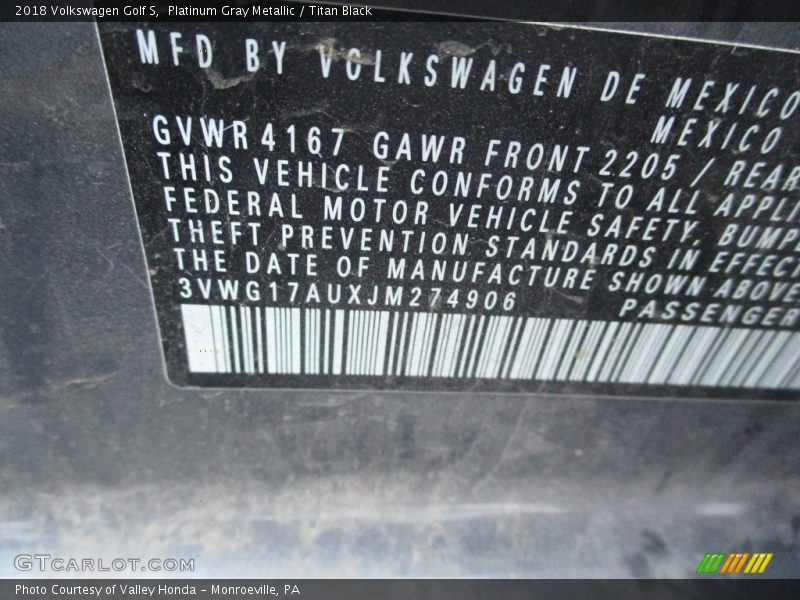 2018 Volkswagen Golf S, Platinum Gray Metallic / Titan Black
MFD BY VOLKSWAGEN DE MEXICO
MEXICO
GVWR 4167 GAWR FRONT 2205 / REAR
THIS VEHICLE CONFORMS TO ALL APPLI
FEDERAL MOTOR VEHICLE SAFETY, BUMP
THEFT PREVENTION STANDARDS IN EFFECT
THE DATE OF MANUFACTURE SHOWN ABOVE
3VWG17AUXJM274906 PASSENGER
GTCARLOT.COM
Photo Courtesy of Valley Honda - Monroeville, PA